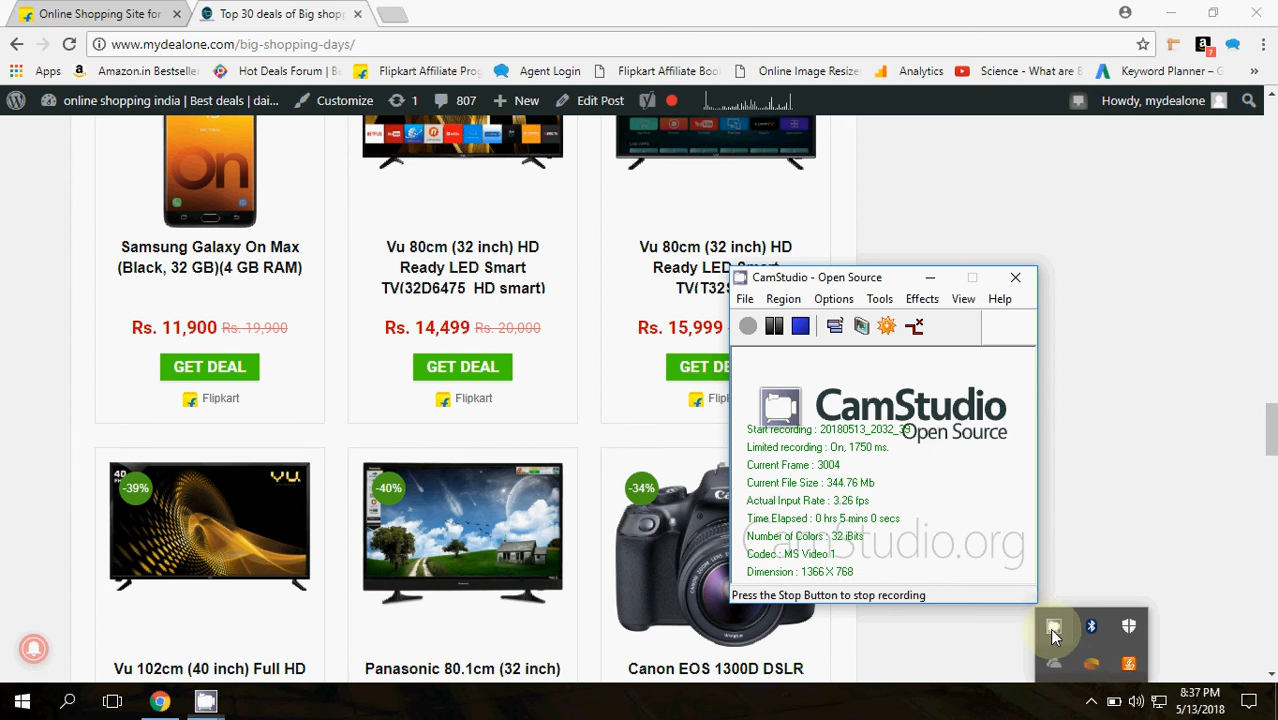 Online Shopping Site for
Top 30 deals of Big shop
www.mydealone.com/big-shopping-days/
7
Apps
Amazon.in Bestselle
Hot Deals Forum | Be
Flipkart Affiliate Prog
Agent Login
Flipkart Affiliate Boo
Online Image Resize
Analytics
Science - What are B
Keyword Planner – G
»
online shopping india | Best deals | dai...
Customize
1
807
New
Edit Post
Howdy, mydealone
On
Samsung Galaxy On Max
(Black, 32 GB)(4 GB RAM)
Rs. 11,900 Rs. 19,900
GET DEAL
Flipkart
Vu 80cm (32 inch) HD
Ready LED Smart
TV(32D6475_HD smart)
Rs. 14,499 Rs. 20,000
GET DEAL
Flipkart
Vu 80cm (32 inch) HD
Ready LED
TV(T32S
Rs. 15,999
GET DE
Flip
CamStudio - Open Source
File Region Options Tools Effects View Help
CamStudio
Open Source
CamStudio.org
Start recording : 20180513_2032_39
Limited recording : On, 1750 ms.
Current Frame : 3004
Current File Size : 344.76 Mb
Actual Input Rate : 3.26 fps
Time Elapsed : 0 hrs 5 mins 0 secs
Number of Colors : 32 Bits
Codec : MS Video 1
Dimension : 1366 X 768
Press the Stop Button to stop recording
-39%
VU
-40%
-34%
Vu 102cm (40 inch) Full HD
Panasonic 80.1cm (32 inch)
Canon EOS 1300D DSLR
8:37 PM
5/13/2018